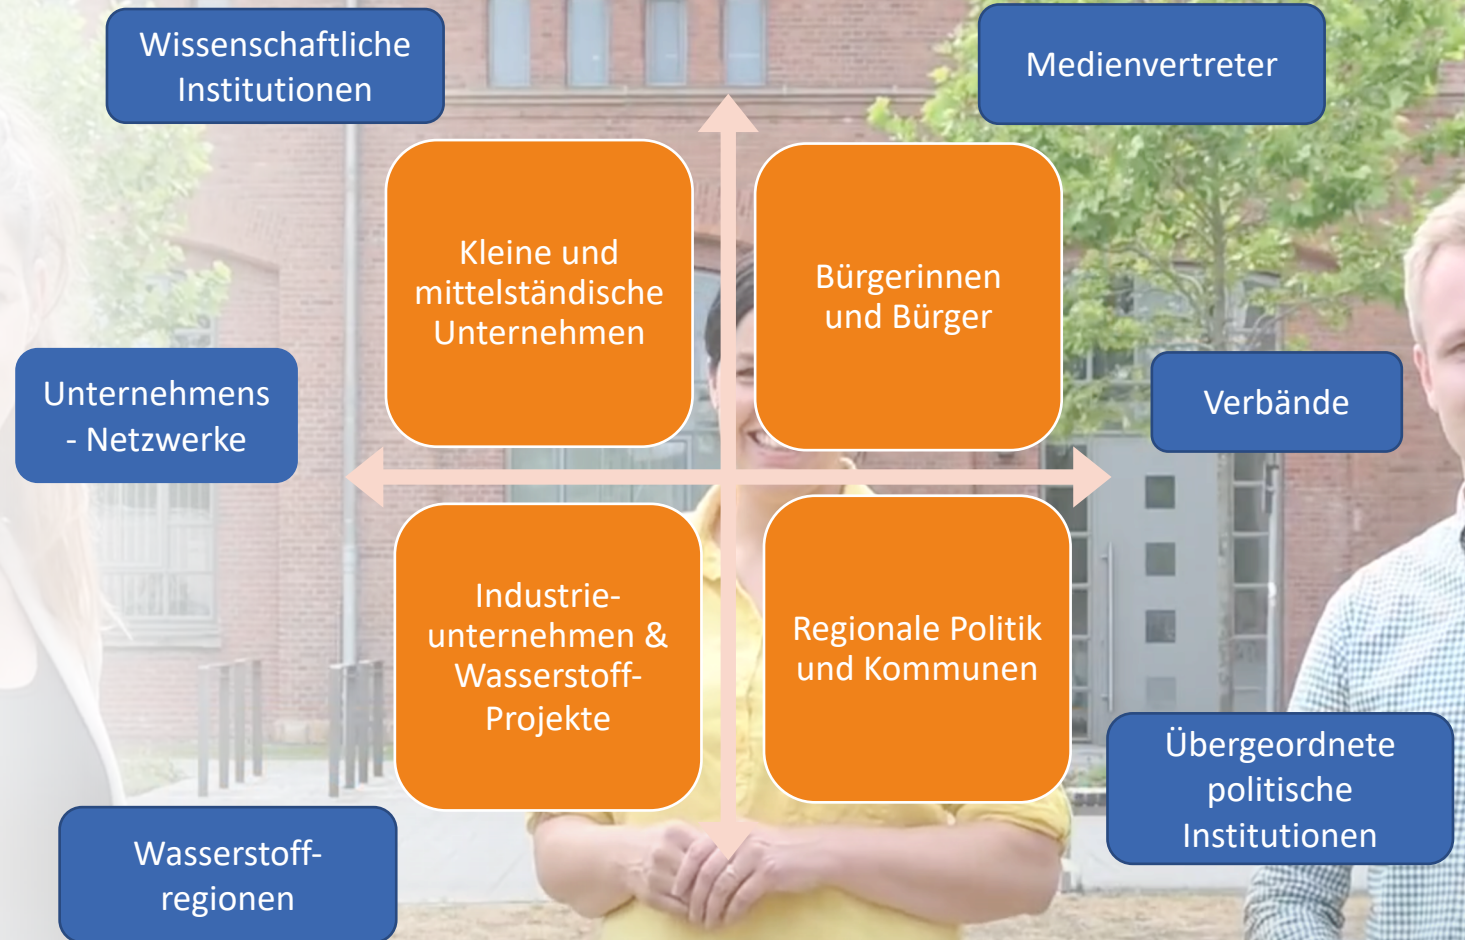 Wissenschaftliche
Institutionen
Medienvertreter
Kleine und
mittelständische
Unternehmen
Bürgerinnen
und Bürger
Unternehmens
- Netzwerke
Verbände
Industrie-
unternehmen &
Wasserstoff-
Projekte
Regionale Politik
und Kommunen
Übergeordnete
politische
Institutionen
Wasserstoff-
regionen